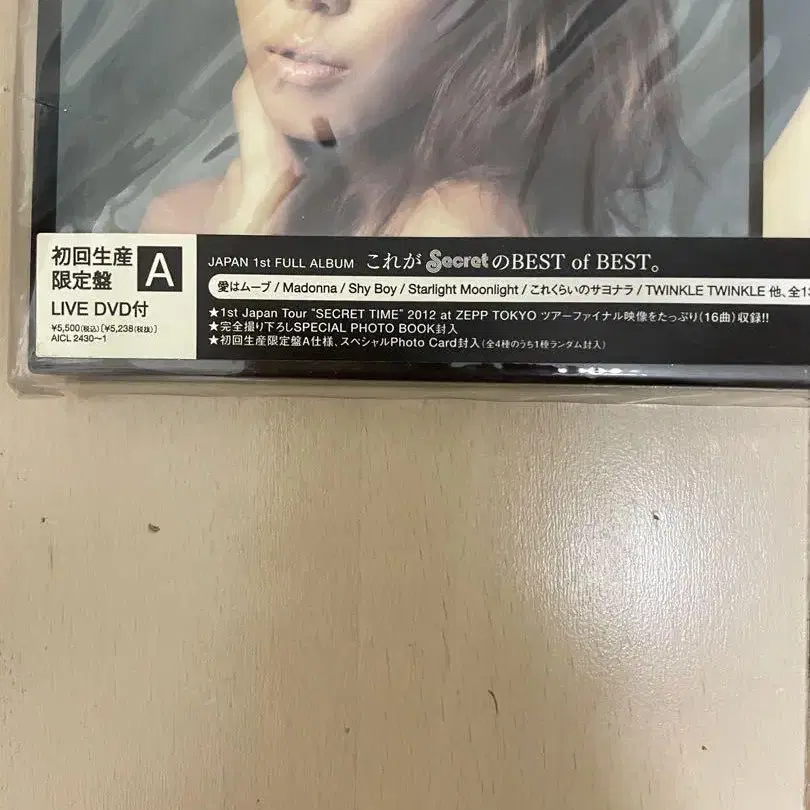 初回生産
限定盤
A
LIVE DVD付
¥5,500(税込)[¥5,238(税抜)]
AICL 2430〜1
JAPAN 1st FULL ALBUM これが SecretのBEST of BEST。
愛はムーブ / Madonna / Shy Boy / Starlight Moonlight / これくらいのサヨナラ / TWINKLE TWINKLE 他、全13
★1st Japan Tour "SECRET TIME" 2012 at ZEPP TOKYO ツアーファイナル映像をたっぷり(16曲)収録!!
★完全撮り下ろしSPECIAL PHOTO BOOK封入
★初回生産限定盤A仕様、スペシャルPhoto Card封入(全4種のうち1種ランダム封入)